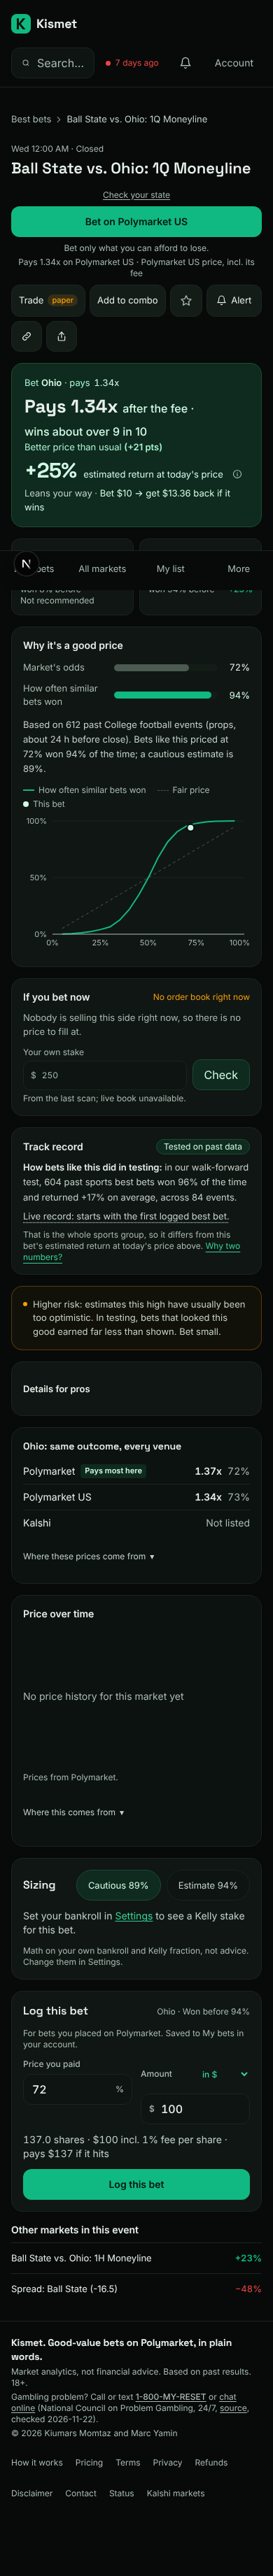 Kismet
Search...
7 days ago
Account
Best bets > Ball State vs. Ohio: 1Q Moneyline
Wed 12:00 AM · Closed
Ball State vs. Ohio: 1Q Moneyline
Check your state
Bet on Polymarket US
Bet only what you can afford to lose.
Pays 1.34x on Polymarket US · Polymarket US price, incl. its
fee
Trade paper
Add to combo
Alert
Bet Ohio · pays 1.34x
Pays 1.34x after the fee ·
wins about over 9 in 10
Better price than usual (+21 pts)
+25% estimated return at today's price
Leans your way · Bet $10 → get $13.36 back if it
wins
All markets
My list
More
Not recommended
Why it's a good price
Market's odds
72%
How often similar
bets won
94%
Based on 612 past College football events (props,
about 24 h before close). Bets like this priced at
72% won 94% of the time; a cautious estimate is
89%.
How often similar bets won
Fair price
This bet
100%
50%
0%
0%
25%
50%
75%
100%
If you bet now
No order book right now
Nobody is selling this side right now, so there is no
price to fill at.
Your own stake
$ 250
Check
From the last scan; live book unavailable.
Track record
Tested on past data
How bets like this did in testing: in our walk-forward
test, 604 past sports best bets won 96% of the time
and returned +17% on average, across 84 events.
Live record: starts with the first logged best bet.
That is the whole sports group, so it differs from this
bet's estimated return at today's price above. Why two
numbers?
Higher risk: estimates this high have usually been
too optimistic. In testing, bets that looked this
good earned far less than shown. Bet small.
Details for pros
Ohio: same outcome, every venue
Polymarket Pays most here
1.37x 72%
Polymarket US
1.34x 73%
Kalshi
Not listed
Where these prices come from ▾
Price over time
No price history for this market yet
Prices from Polymarket.
Where this comes from ▾
Sizing
Cautious 89%
Estimate 94%
Set your bankroll in Settings to see a Kelly stake
for this bet.
Math on your own bankroll and Kelly fraction, not advice.
Change them in Settings.
Log this bet
Ohio · Won before 94%
For bets you placed on Polymarket. Saved to My bets in
your account.
Price you paid
Amount
in $
72 %
$ 100
137.0 shares · $100 incl. 1% fee per share ·
pays $137 if it hits
Log this bet
Other markets in this event
Ball State vs. Ohio: 1H Moneyline
+23%
Spread: Ball State (-16.5)
−48%
Kismet. Good-value bets on Polymarket, in plain
words.
Market analytics, not financial advice. Based on past results.
18+.
Gambling problem? Call or text 1-800-MY-RESET or chat
online (National Council on Problem Gambling, 24/7, source,
checked 2026-11-22).
© 2026 Kiumars Momtaz and Marc Yamin
How it works
Pricing
Terms
Privacy
Refunds
Disclaimer
Contact
Status
Kalshi markets